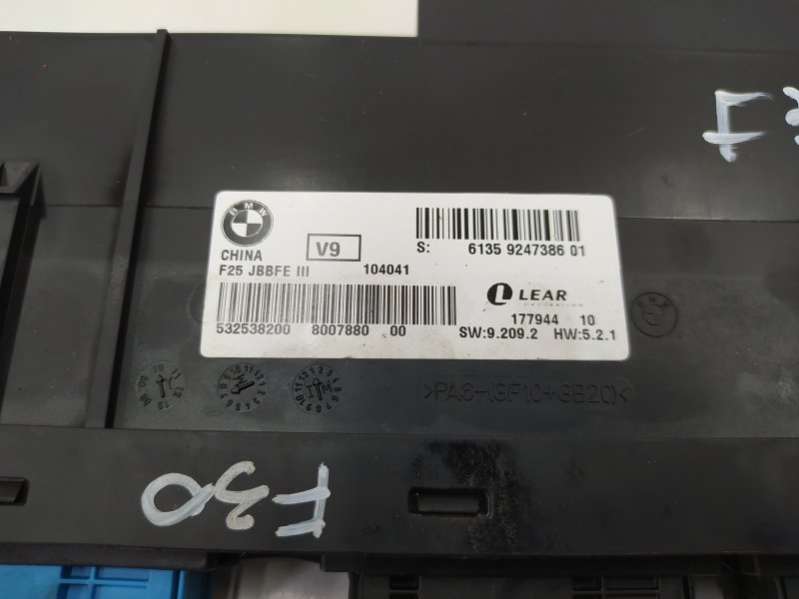 BMW
CHINA
V9
S: 6135 9247386 01
F25 JBBFE III 104041
LEAR
532538200 8007880 00
177944 10
SW:9.209.2 HW:5.2.1
>PA6-(GF10+GB20)<
F30